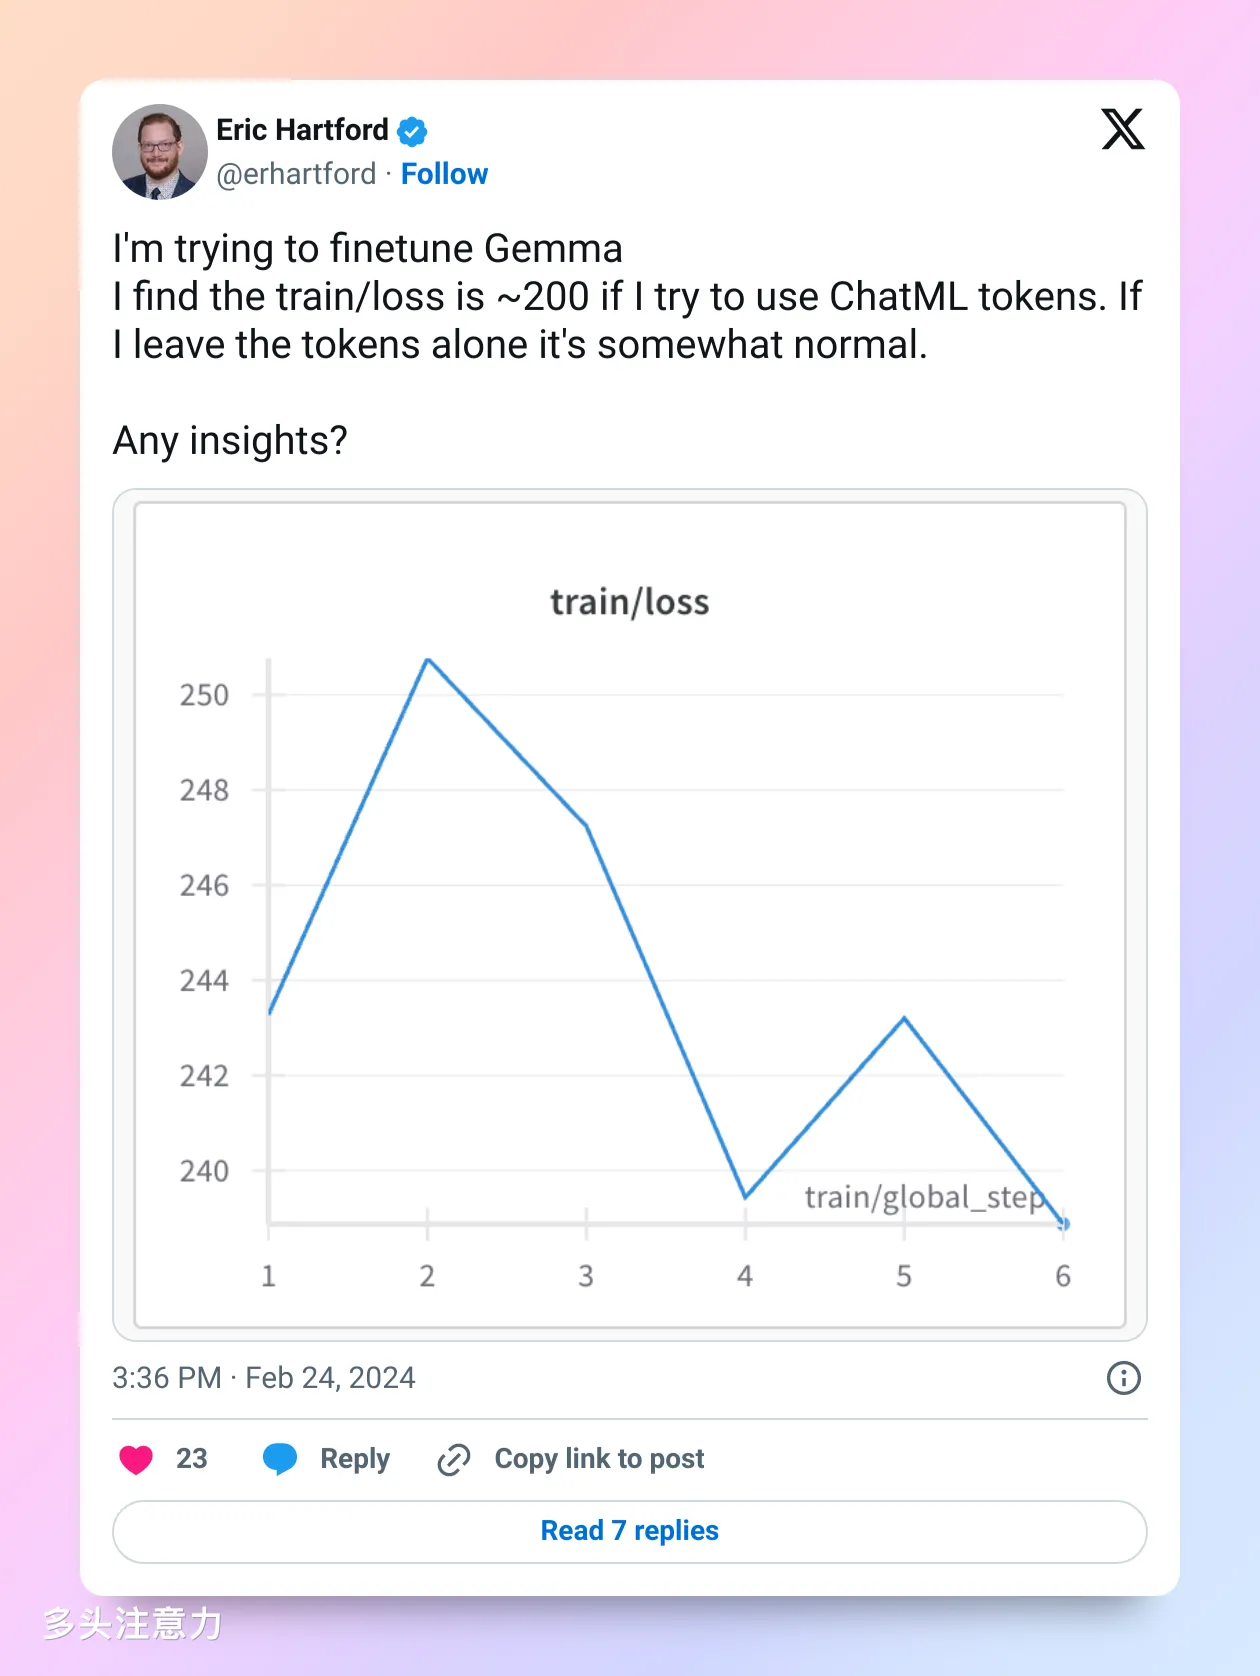 Eric Hartford
@erhartford · Follow
I'm trying to finetune Gemma
I find the train/loss is ~200 if I try to use ChatML tokens. If
I leave the tokens alone it's somewhat normal.
Any insights?
train/loss
250
248
246
244
242
240
train/global_step
1 2 3 4 5 6
3:36 PM · Feb 24, 2024
23 Reply Copy link to post
Read 7 replies
多头注意力